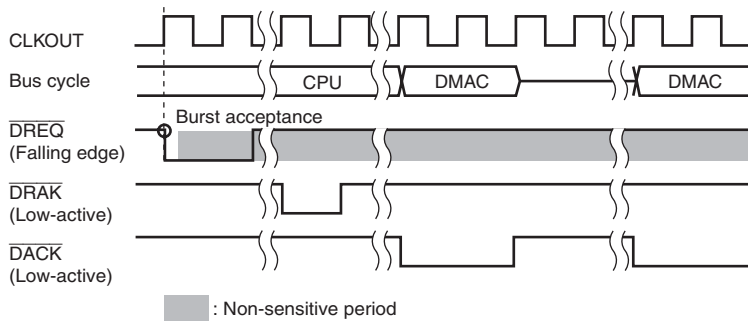 CLKOUT
Bus cycle CPU DMAC DMAC
DREQ Burst acceptance
(Falling edge)
DRAK
(Low-active)
DACK
(Low-active)
: Non-sensitive period